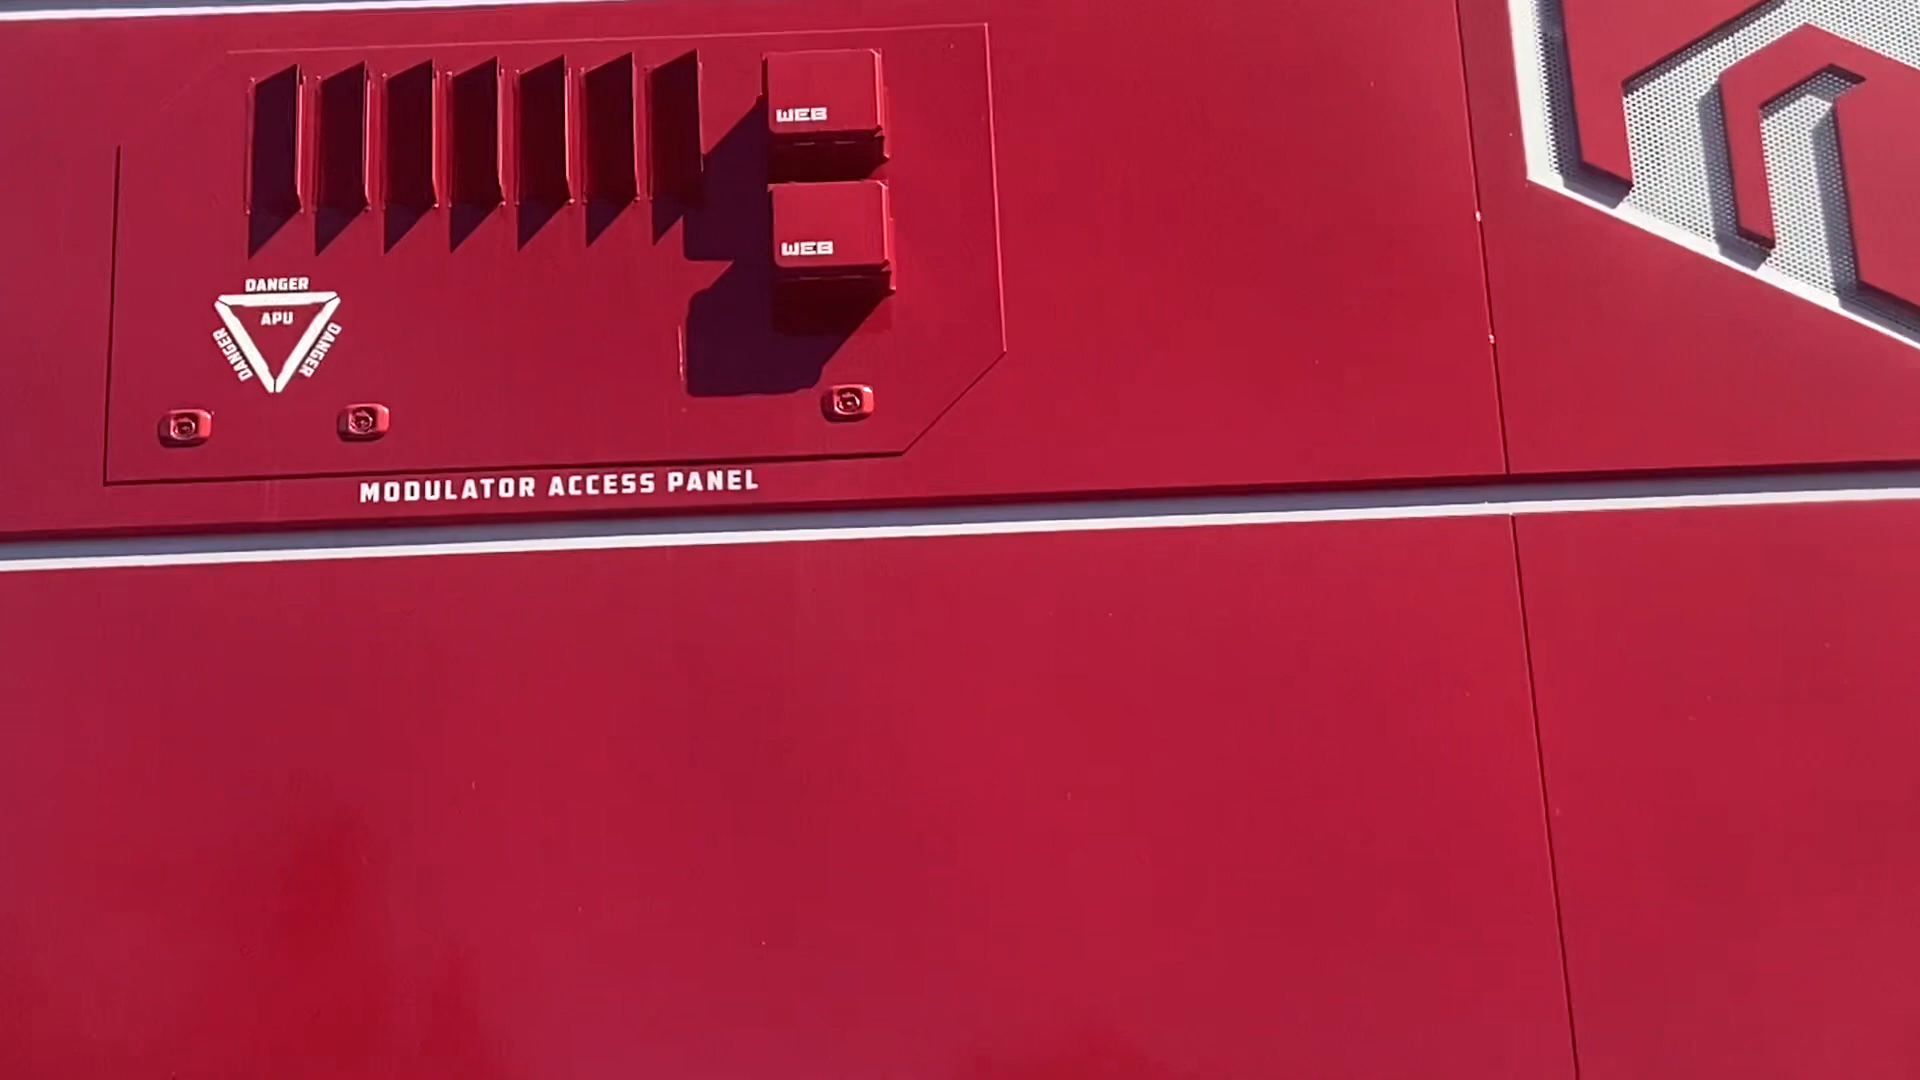 WEB
WEB
DANGER
APU
DANGER
DANGER
MODULATOR ACCESS PANEL